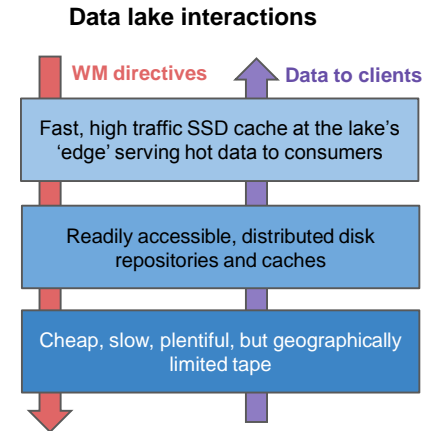 Data lake interactions
WM directives
Data to clients
Fast, high traffic SSD cache at the lake's
'edge' serving hot data to consumers
Readily accessible, distributed disk
repositories and caches
Cheap, slow, plentiful, but geographically
limited tape